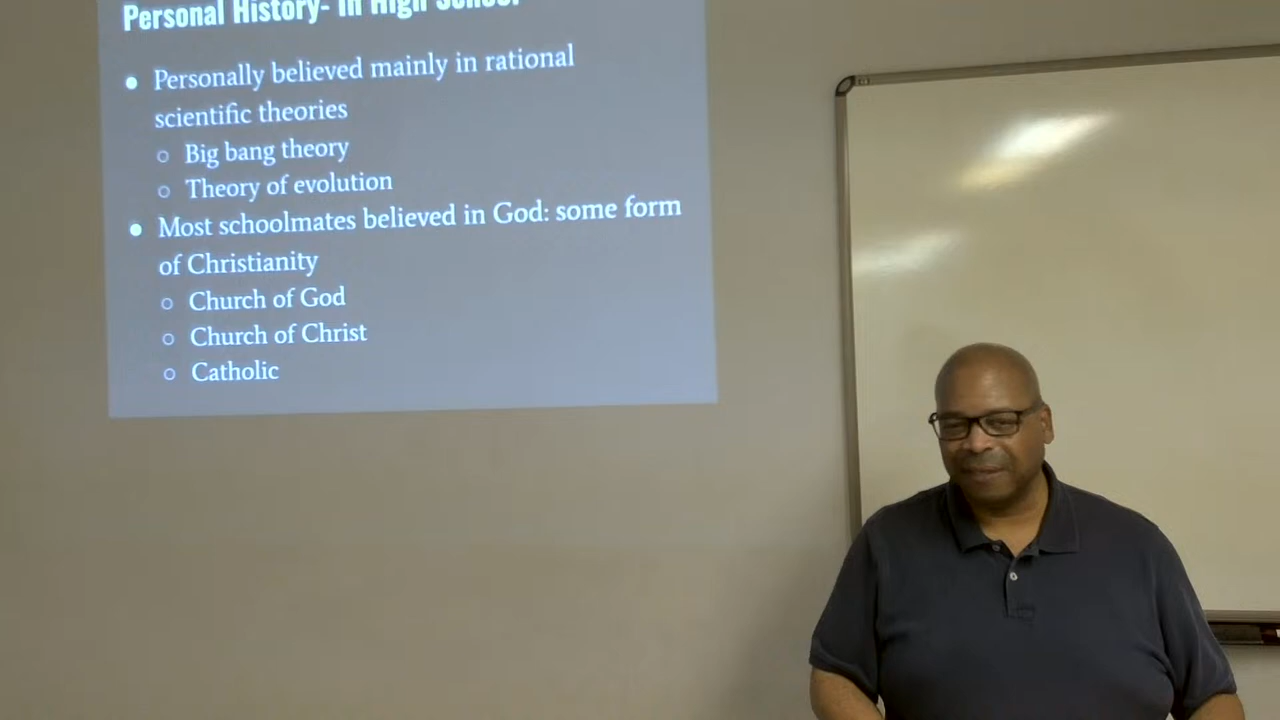 Personal History- In High School
● Personally believed mainly in rational
scientific theories
○ Big bang theory
○ Theory of evolution
● Most schoolmates believed in God: some form
of Christianity
○ Church of God
○ Church of Christ
○ Catholic